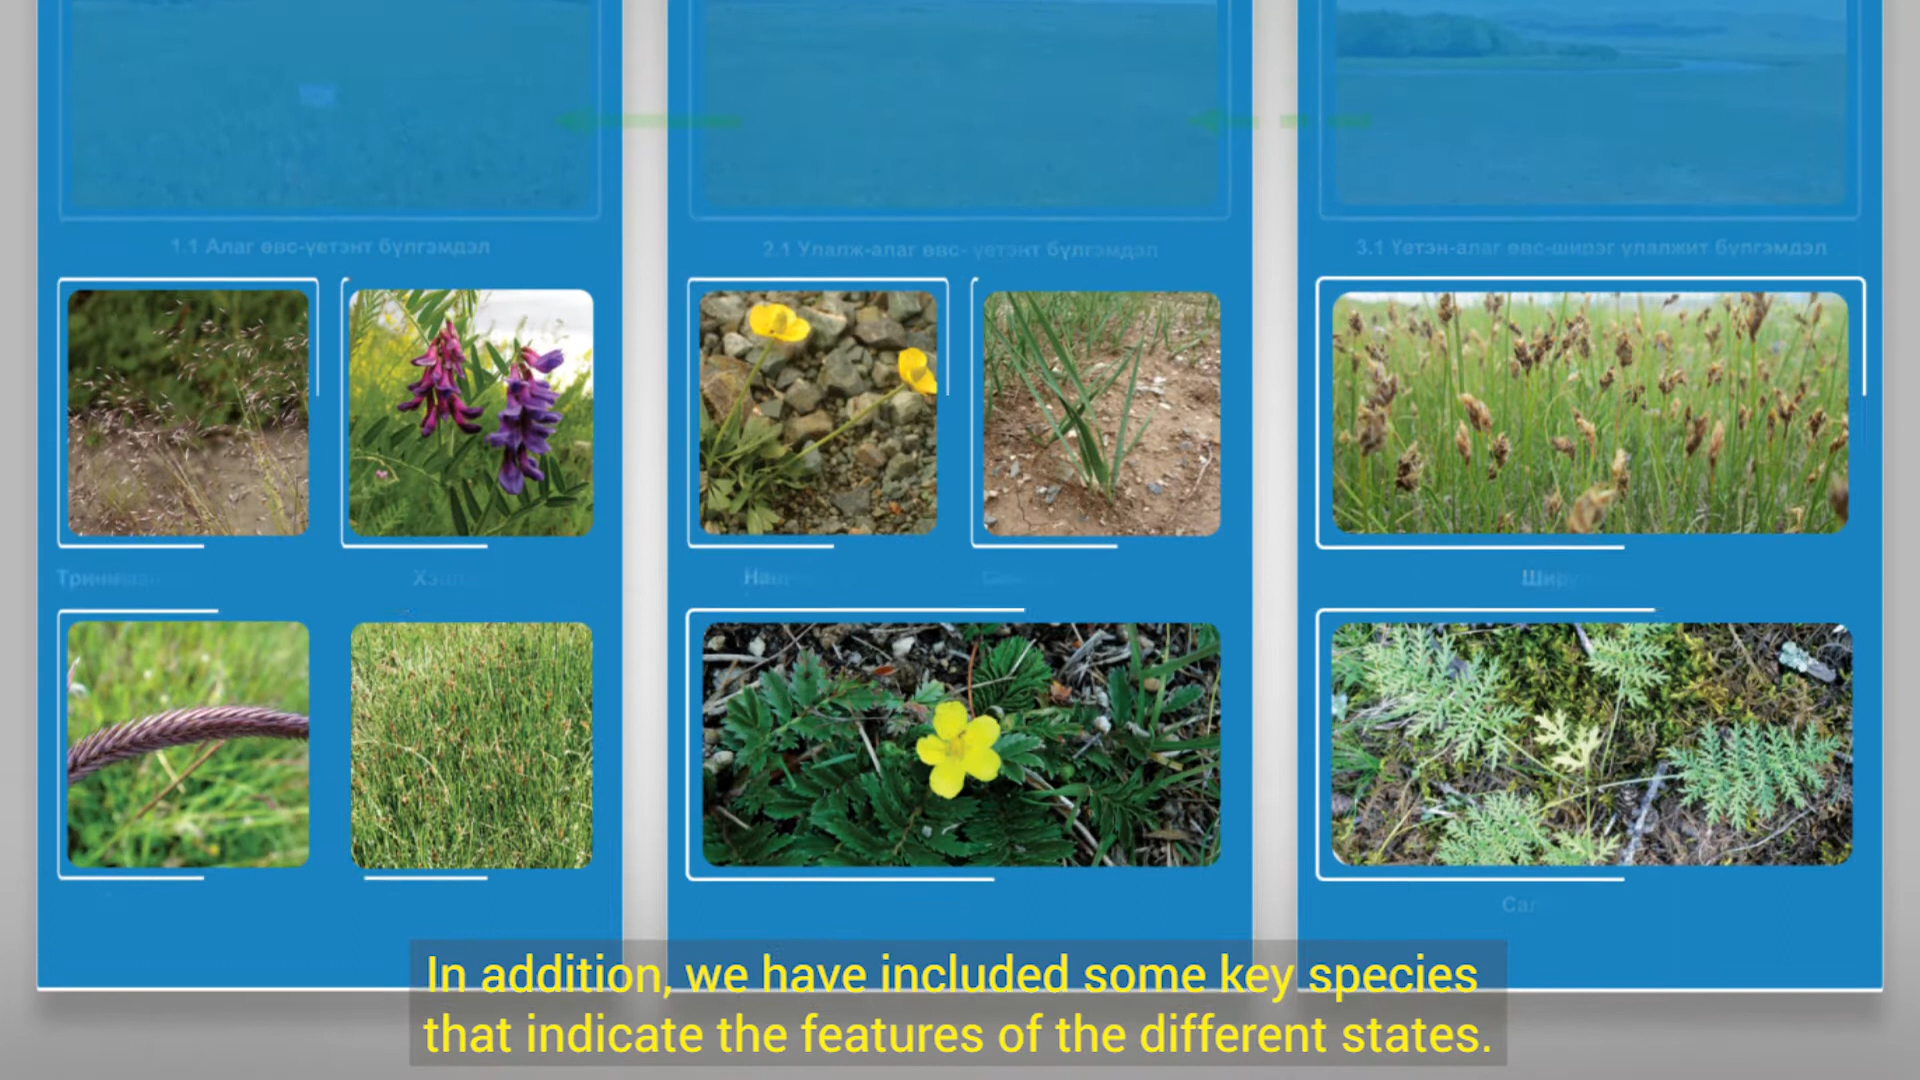 1.1 Алаг өвс-үетэнт бүлгэмдэл
2.1 Улалж-алаг өвс- үетэнт бүлгэмдэл
3.1 Үетэн-алаг өвс-ширэг улалжит бүлгэмдэл
In addition, we have included some key species
that indicate the features of the different states.